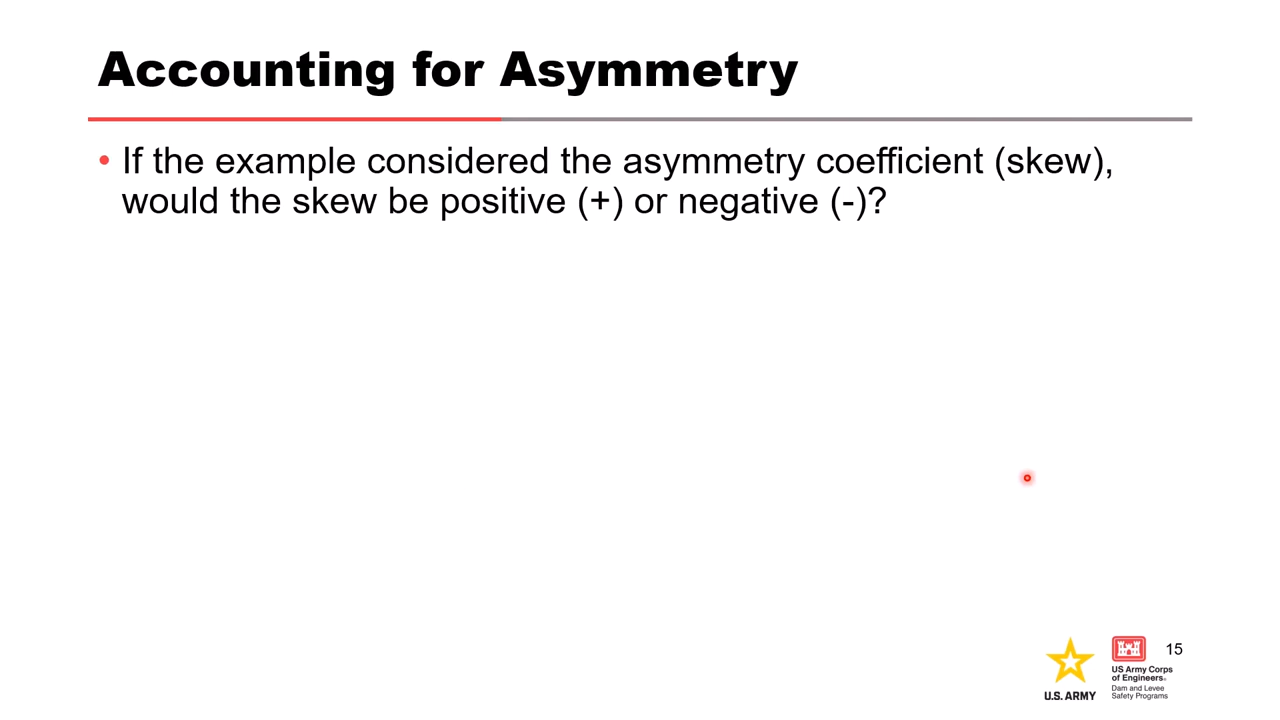 Accounting for Asymmetry
• If the example considered the asymmetry coefficient (skew),
would the skew be positive (+) or negative (-)?
15
U.S. ARMY
US Army Corps
of Engineers®
Dam and Levee
Safety Programs